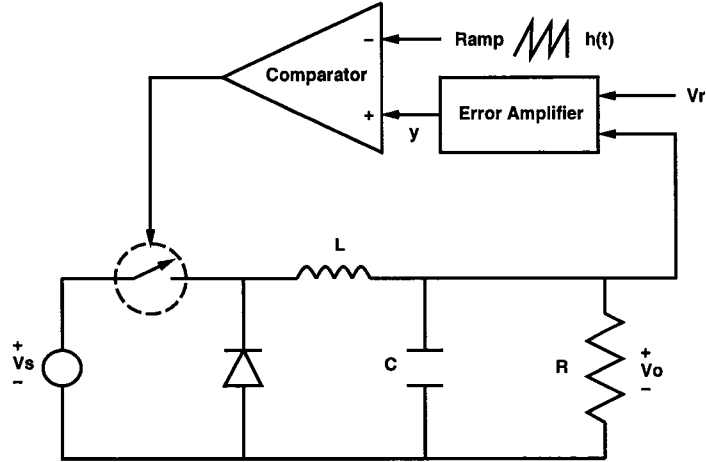 Ramp h(t)
−
Comparator
Error Amplifier
Vr
+
y
L
+
Vs
−
C
R
+
Vo
−